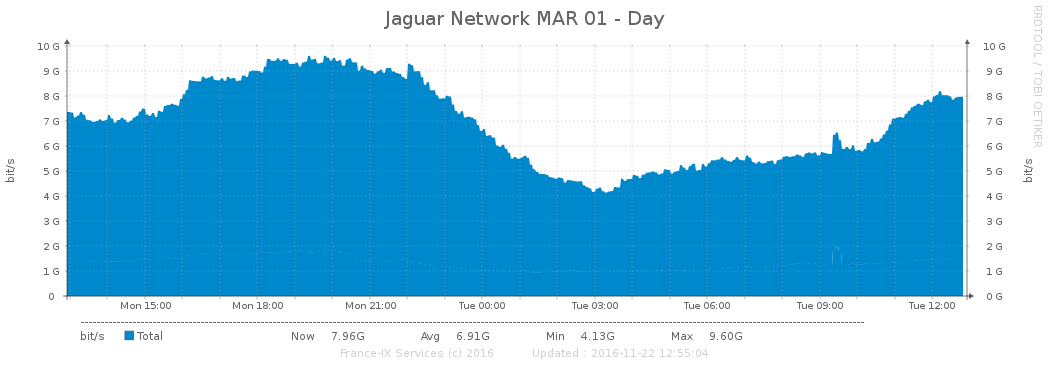 Jaguar Network MAR 01 - Day
RRDTOOL / TOBI OETIKER
bit/s
10 G
9 G
8 G
7 G
6 G
5 G
4 G
3 G
2 G
1 G
0
10 G
9 G
8 G
7 G
6 G
5 G
4 G
3 G
2 G
1 G
0 G
bit/s
Mon 15:00 Mon 18:00 Mon 21:00 Tue 00:00 Tue 03:00 Tue 06:00 Tue 09:00 Tue 12:00
bit/s Total Now 7.96G Avg 6.91G Min 4.13G Max 9.60G
France-IX Services (c) 2016 Updated : 2016-11-22 12:55:04